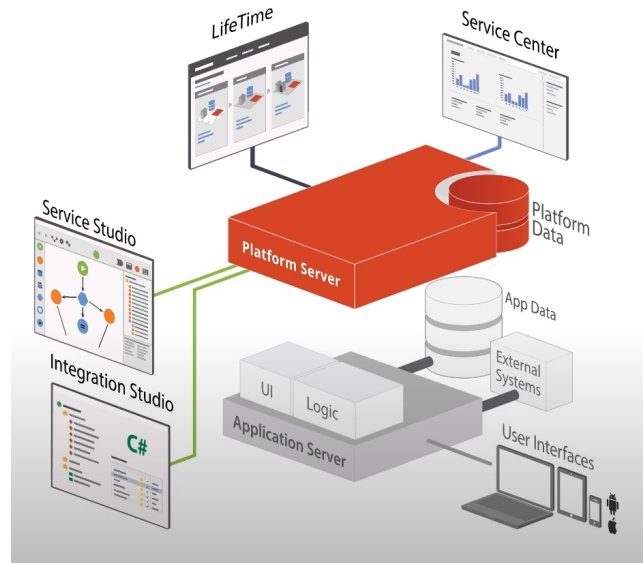 LifeTime
Service Center
Service Studio
Platform Server
Platform
Data
Integration Studio
C#
App Data
External
Systems
UI
Logic
Application Server
User Interfaces